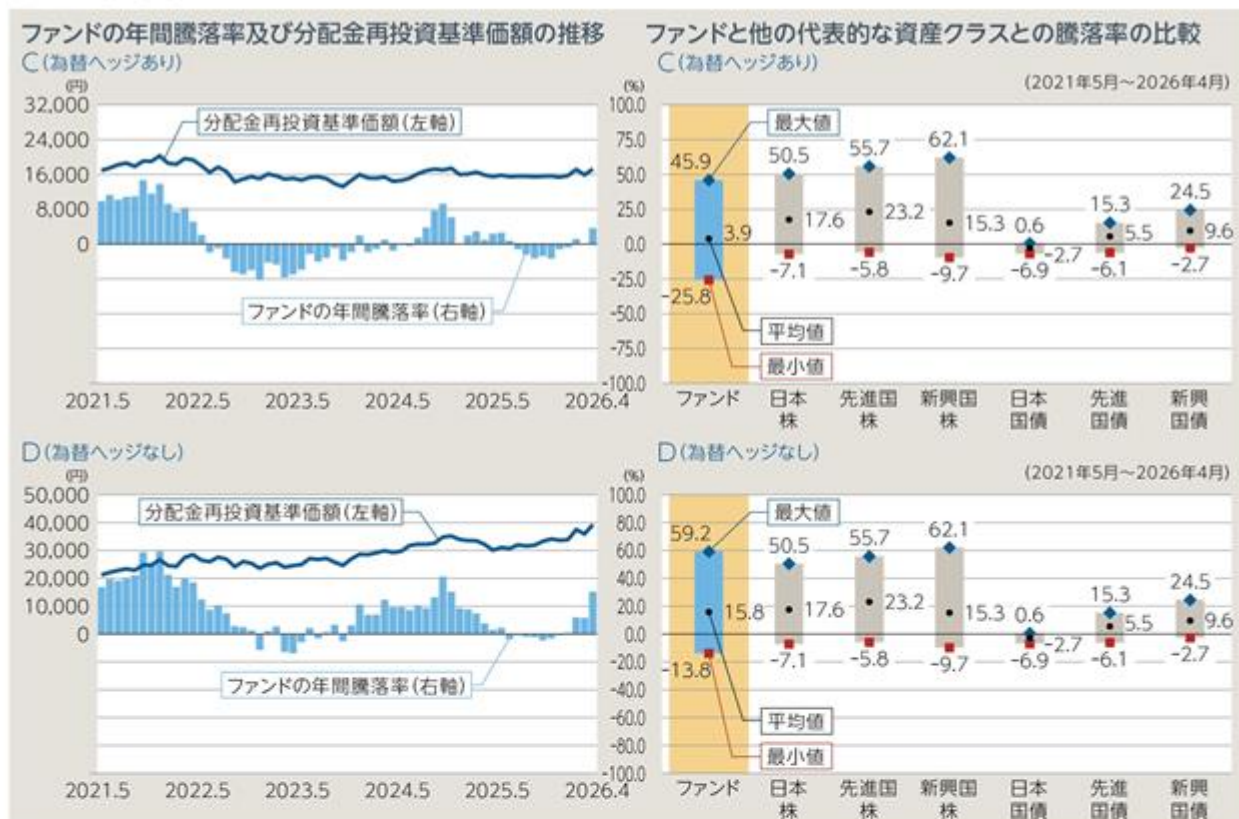 ファンドの年間騰落率及び分配金再投資基準価額の推移
ファンドと他の代表的な資産クラスとの騰落率の比較
C(為替ヘッジあり)
(円)
(%)
32,000
28,000
24,000
20,000
16,000
12,000
8,000
4,000
0
分配金再投資基準価額(左軸)
ファンドの年間騰落率(右軸)
100.0
75.0
50.0
25.0
0.0
-25.0
-50.0
-75.0
-100.0
2021.5 2022.5 2023.5 2024.5 2025.5 2026.4
C(為替ヘッジあり)
(2021年5月~2026年4月)
最大値
45.9 50.5 55.7 62.1 0.6 15.3 24.5
3.9 17.6 23.2 15.3 -2.7 5.5 9.6
-25.8 -7.1 -5.8 -9.7 -6.9 -6.1 -2.7
平均値
最小値
ファンド 日本株 先進国株 新興国株 日本国債 先進国債 新興国債
D(為替ヘッジなし)
(円)
(%)
50,000
40,000
30,000
20,000
10,000
0
分配金再投資基準価額(左軸)
ファンドの年間騰落率(右軸)
100.0
80.0
60.0
40.0
20.0
0.0
-20.0
-40.0
-60.0
-80.0
-100.0
2021.5 2022.5 2023.5 2024.5 2025.5 2026.4
D(為替ヘッジなし)
(2021年5月~2026年4月)
最大値
59.2 50.5 55.7 62.1 0.6 15.3 24.5
15.8 17.6 23.2 15.3 -2.7 5.5 9.6
-13.8 -7.1 -5.8 -9.7 -6.9 -6.1 -2.7
平均値
最小値
ファンド 日本株 先進国株 新興国株 日本国債 先進国債 新興国債